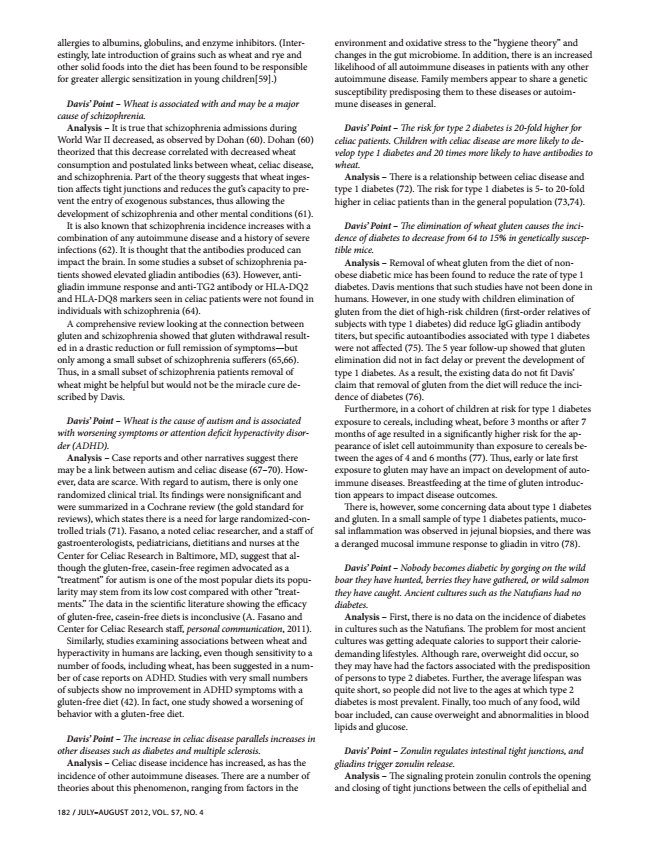 allergies to albumins, globulins, and enzyme inhibitors. (Inter-
estingly, late introduction of grains such as wheat and rye and
other solid foods into the diet has been found to be responsible
for greater allergic sensitization in young children[59].)
Davis' Point – Wheat is associated with and may be a major
cause of schizophrenia.
Analysis – It is true that schizophrenia admissions during
World War II decreased, as observed by Dohan (60). Dohan (60)
theorized that this decrease correlated with decreased wheat
consumption and postulated links between wheat, celiac disease,
and schizophrenia. Part of the theory suggests that wheat inges-
tion affects tight junctions and reduces the gut's capacity to pre-
vent the entry of exogenous substances, thus allowing the
development of schizophrenia and other mental conditions (61).
It is also known that schizophrenia incidence increases with a
combination of any autoimmune disease and a history of severe
infections (62). It is thought that the antibodies produced can
impact the brain. In some studies a subset of schizophrenia pa-
tients showed elevated gliadin antibodies (63). However, anti-
gliadin immune response and anti-TG2 antibody or HLA-DQ2
and HLA-DQ8 markers seen in celiac patients were not found in
individuals with schizophrenia (64).
A comprehensive review looking at the connection between
gluten and schizophrenia showed that gluten withdrawal result-
ed in a drastic reduction or full remission of symptoms—but
only among a small subset of schizophrenia sufferers (65,66).
Thus, in a small subset of schizophrenia patients removal of
wheat might be helpful but would not be the miracle cure de-
scribed by Davis.
Davis' Point – Wheat is the cause of autism and is associated
with worsening symptoms or attention deficit hyperactivity disor-
der (ADHD).
Analysis – Case reports and other narratives suggest there
may be a link between autism and celiac disease (67–70). How-
ever, data are scarce. With regard to autism, there is only one
randomized clinical trial. Its findings were nonsignificant and
were summarized in a Cochrane review (the gold standard for
reviews), which states there is a need for large randomized-con-
trolled trials (71). Fasano, a noted celiac researcher, and a staff of
gastroenterologists, pediatricians, dietitians and nurses at the
Center for Celiac Research in Baltimore, MD, suggest that al-
though the gluten-free, casein-free regimen advocated as a
"treatment" for autism is one of the most popular diets its popu-
larity may stem from its low cost compared with other "treat-
ments." The data in the scientific literature showing the efficacy
of gluten-free, casein-free diets is inconclusive (A. Fasano and
Center for Celiac Research staff, personal communication, 2011).
Similarly, studies examining associations between wheat and
hyperactivity in humans are lacking, even though sensitivity to a
number of foods, including wheat, has been suggested in a num-
ber of case reports on ADHD. Studies with very small numbers
of subjects show no improvement in ADHD symptoms with a
gluten-free diet (42). In fact, one study showed a worsening of
behavior with a gluten-free diet.
Davis' Point – The increase in celiac disease parallels increases in
other diseases such as diabetes and multiple sclerosis.
Analysis – Celiac disease incidence has increased, as has the
incidence of other autoimmune diseases. There are a number of
theories about this phenomenon, ranging from factors in the
environment and oxidative stress to the "hygiene theory" and
changes in the gut microbiome. In addition, there is an increased
likelihood of all autoimmune diseases in patients with any other
autoimmune disease. Family members appear to share a genetic
susceptibility predisposing them to these diseases or autoim-
mune diseases in general.
Davis' Point – The risk for type 2 diabetes is 20-fold higher for
celiac patients. Children with celiac disease are more likely to de-
velop type 1 diabetes and 20 times more likely to have antibodies to
wheat.
Analysis – There is a relationship between celiac disease and
type 1 diabetes (72). The risk for type 1 diabetes is 5- to 20-fold
higher in celiac patients than in the general population (73,74).
Davis' Point – The elimination of wheat gluten causes the inci-
dence of diabetes to decrease from 64 to 15% in genetically suscep-
tible mice.
Analysis – Removal of wheat gluten from the diet of non-
obese diabetic mice has been found to reduce the rate of type 1
diabetes. Davis mentions that such studies have not been done in
humans. However, in one study with children elimination of
gluten from the diet of high-risk children (first-order relatives of
subjects with type 1 diabetes) did reduce IgG gliadin antibody
titers, but specific autoantibodies associated with type 1 diabetes
were not affected (75). The 5 year follow-up showed that gluten
elimination did not in fact delay or prevent the development of
type 1 diabetes. As a result, the existing data do not fit Davis'
claim that removal of gluten from the diet will reduce the inci-
dence of diabetes (76).
Furthermore, in a cohort of children at risk for type 1 diabetes
exposure to cereals, including wheat, before 3 months or after 7
months of age resulted in a significantly higher risk for the ap-
pearance of islet cell autoimmunity than exposure to cereals be-
tween the ages of 4 and 6 months (77). Thus, early or late first
exposure to gluten may have an impact on development of auto-
immune diseases. Breastfeeding at the time of gluten introduc-
tion appears to impact disease outcomes.
There is, however, some concerning data about type 1 diabetes
and gluten. In a small sample of type 1 diabetes patients, muco-
sal inflammation was observed in jejunal biopsies, and there was
a deranged mucosal immune response to gliadin in vitro (78).
Davis' Point – Nobody becomes diabetic by gorging on the wild
boar they have hunted, berries they have gathered, or wild salmon
they have caught. Ancient cultures such as the Natufians had no
diabetes.
Analysis – First, there is no data on the incidence of diabetes
in cultures such as the Natufians. The problem for most ancient
cultures was getting adequate calories to support their calorie-
demanding lifestyles. Although rare, overweight did occur, so
they may have had the factors associated with the predisposition
of persons to type 2 diabetes. Further, the average lifespan was
quite short, so people did not live to the ages at which type 2
diabetes is most prevalent. Finally, too much of any food, wild
boar included, can cause overweight and abnormalities in blood
lipids and glucose.
Davis' Point – Zonulin regulates intestinal tight junctions, and
gliadins trigger zonulin release.
Analysis – The signaling protein zonulin controls the opening
and closing of tight junctions between the cells of epithelial and
182 / JULY–AUGUST 2012, VOL. 57, NO. 4